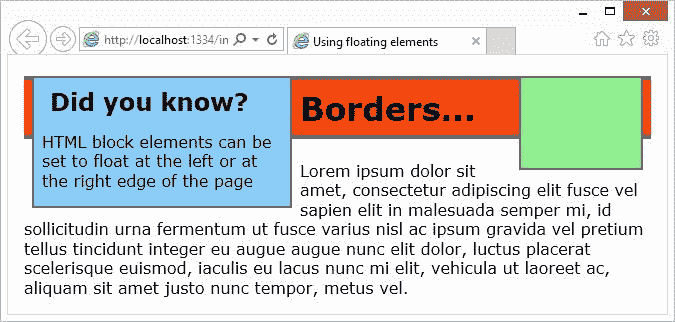 http://localhost:1334/in
Using floating elements
Did you know?
HTML block elements can be
set to float at the left or at
the right edge of the page
Borders...
Lorem ipsum dolor sit
amet, consectetur adipiscing elit fusce vel
sapien elit in malesuada semper mi, id
sollicitudin urna fermentum ut fusce varius nisl ac ipsum gravida vel pretium
tellus tincidunt integer eu augue augue nunc elit dolor, luctus placerat
scelerisque euismod, iaculis eu lacus nunc mi elit, vehicula ut laoreet ac,
aliquam sit amet justo nunc tempor, metus vel.